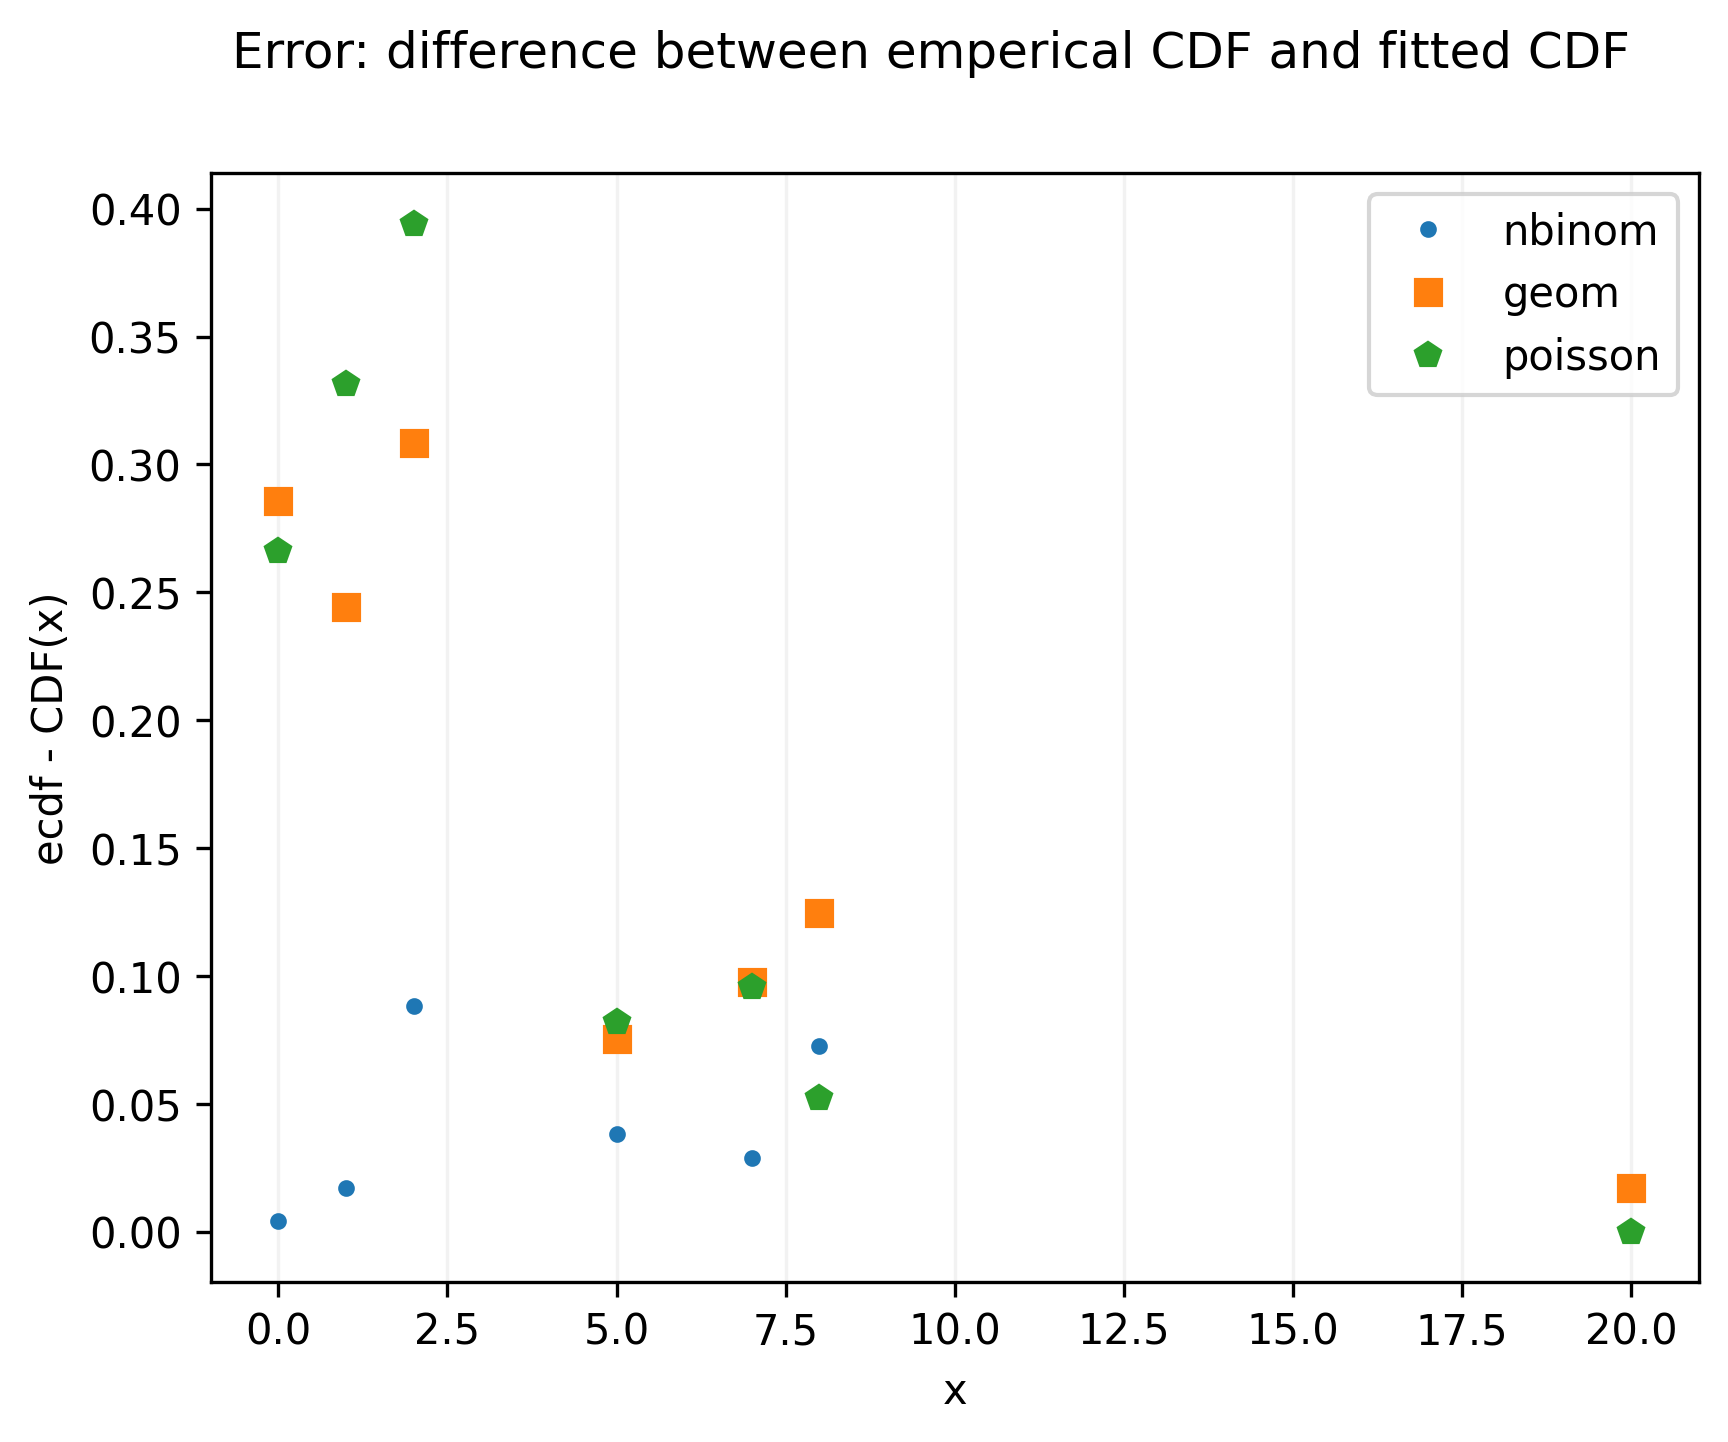 Error: difference between emperical CDF and fitted CDF
0.40
0.35
0.30
0.25
0.20
0.15
0.10
0.05
0.00
ecdf - CDF(x)
nbinom
geom
poisson
0.0 2.5 5.0 7.5 10.0 12.5 15.0 17.5 20.0
x